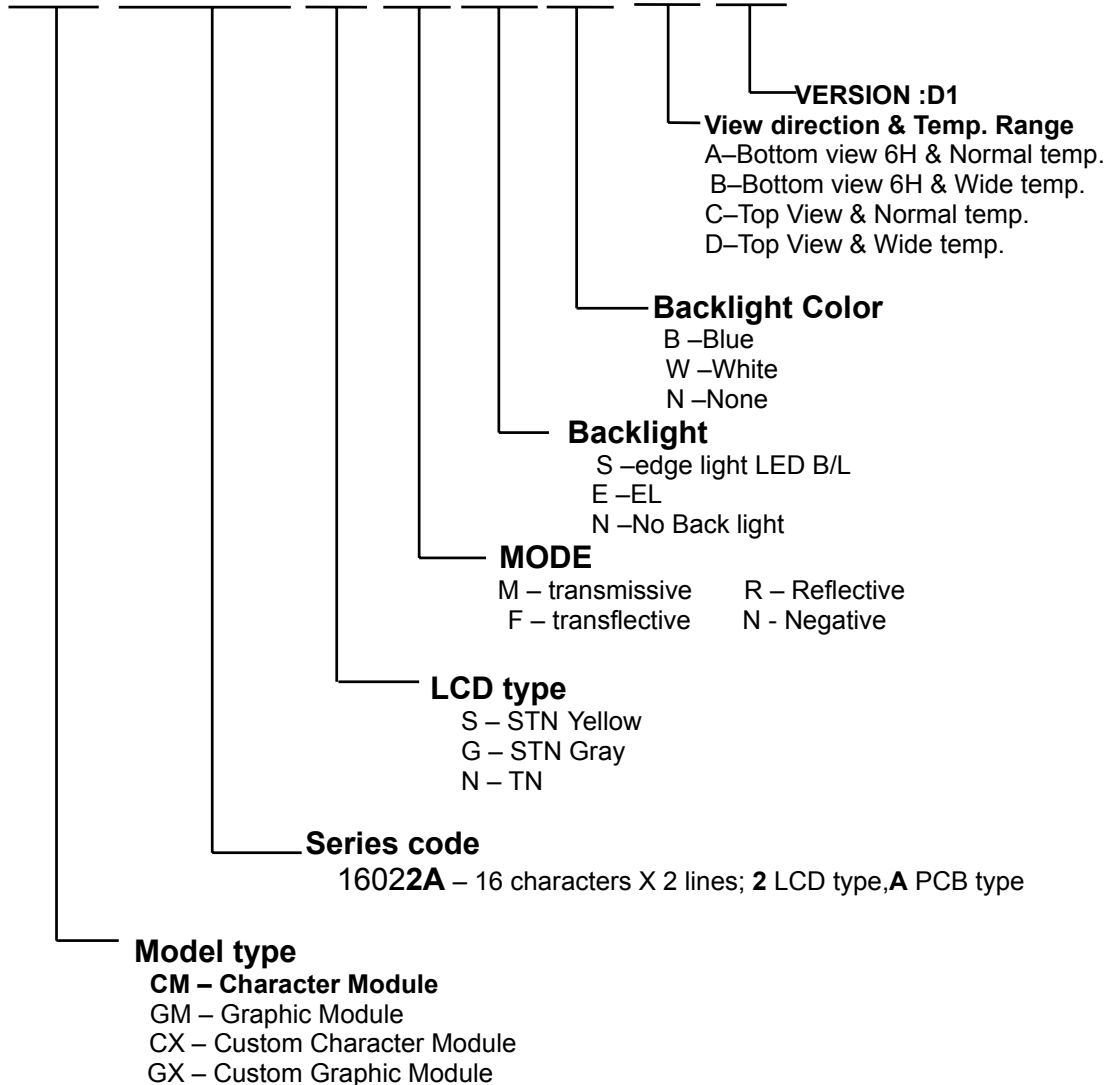 VERSION :D1
View direction & Temp. Range
A–Bottom view 6H & Normal temp.
B–Bottom view 6H & Wide temp.
C–Top View & Normal temp.
D–Top View & Wide temp.
Backlight Color
B –Blue
W –White
N –None
Backlight
S –edge light LED B/L
E –EL
N –No Back light
MODE
M – transmissive R – Reflective
F – transflective N - Negative
LCD type
S – STN Yellow
G – STN Gray
N – TN
Series code
16022A – 16 characters X 2 lines; 2 LCD type,A PCB type
Model type
CM – Character Module
GM – Graphic Module
CX – Custom Character Module
GX – Custom Graphic Module